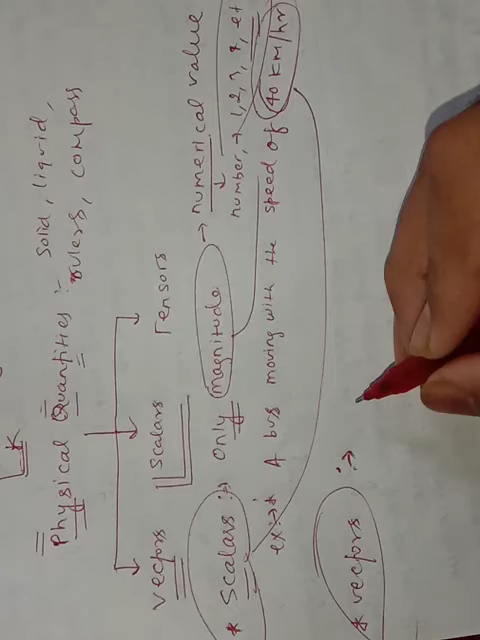 Physical Quantities :- Solid, liquid,
rulers, compass
Vectors Scalars Tensors
* Scalars :→ Only magnitude → numerical value
number, → 1, 2, 3, 4, et
ex:→ A bus moving with the speed of 40 KM/hr
* vectors :→